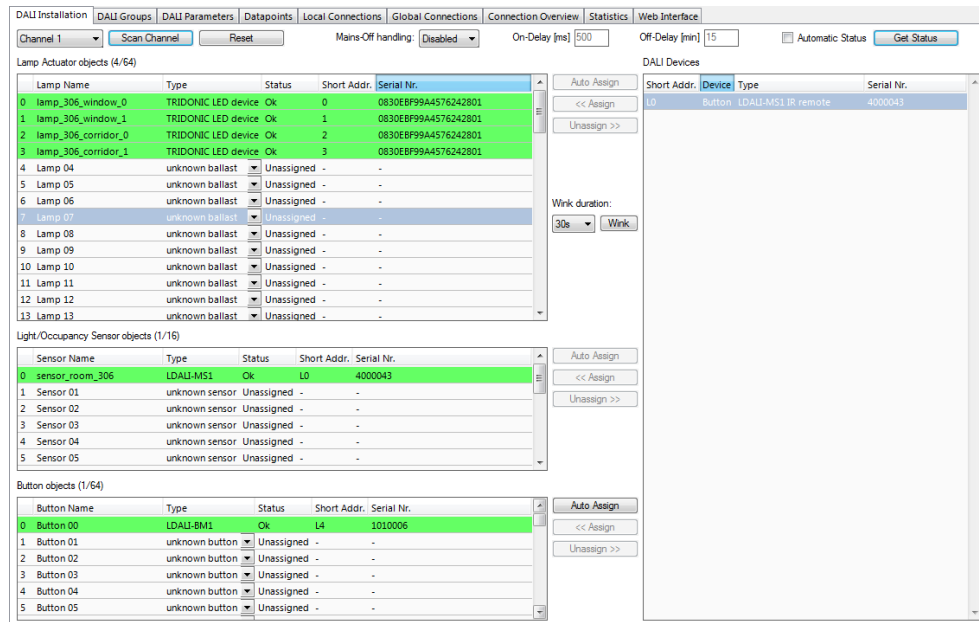 DALI Installation DALI Groups DALI Parameters Datapoints Local Connections Global Connections Connection Overview Statistics Web Interface
Channel 1 Scan Channel Reset Mains-Off handling: Disabled On-Delay [ms] 500 Off-Delay [min] 15 Automatic Status Get Status
Lamp Actuator objects (4/64) DALI Devices
Lamp Name Type Status Short Addr. Serial Nr. Auto Assign Short Addr. Device Type Serial Nr.
0 lamp_306_window_0 TRIDONIC LED device Ok 0 0830EBF99A4576242801 << Assign L0 Button LDALI-MS1 IR remote 4000043
1 lamp_306_window_1 TRIDONIC LED device Ok 1 0830EBF99A4576242801 Unassign >>
2 lamp_306_corridor_0 TRIDONIC LED device Ok 2 0830EBF99A4576242801
3 lamp_306_corridor_1 TRIDONIC LED device Ok 3 0830EBF99A4576242801
4 Lamp 04 unknown ballast Unassigned - -
5 Lamp 05 unknown ballast Unassigned - -
6 Lamp 06 unknown ballast Unassigned - - Wink duration:
7 Lamp 07 unknown ballast Unassigned - - 30s Wink
8 Lamp 08 unknown ballast Unassigned - -
9 Lamp 09 unknown ballast Unassigned - -
10 Lamp 10 unknown ballast Unassigned - -
11 Lamp 11 unknown ballast Unassigned - -
12 Lamp 12 unknown ballast Unassigned - -
13 Lamp 13 unknown ballast Unassigned - -
Light/Occupancy Sensor objects (1/16)
Sensor Name Type Status Short Addr. Serial Nr. Auto Assign
0 sensor_room_306 LDALI-MS1 Ok L0 4000043 << Assign
1 Sensor 01 unknown sensor Unassigned - - Unassign >>
2 Sensor 02 unknown sensor Unassigned - -
3 Sensor 03 unknown sensor Unassigned - -
4 Sensor 04 unknown sensor Unassigned - -
5 Sensor 05 unknown sensor Unassigned - -
Button objects (1/64)
Button Name Type Status Short Addr. Serial Nr. Auto Assign
0 Button 00 LDALI-BM1 Ok L4 1010006 << Assign
1 Button 01 unknown button Unassigned - - Unassign >>
2 Button 02 unknown button Unassigned - -
3 Button 03 unknown button Unassigned - -
4 Button 04 unknown button Unassigned - -
5 Button 05 unknown button Unassigned - -